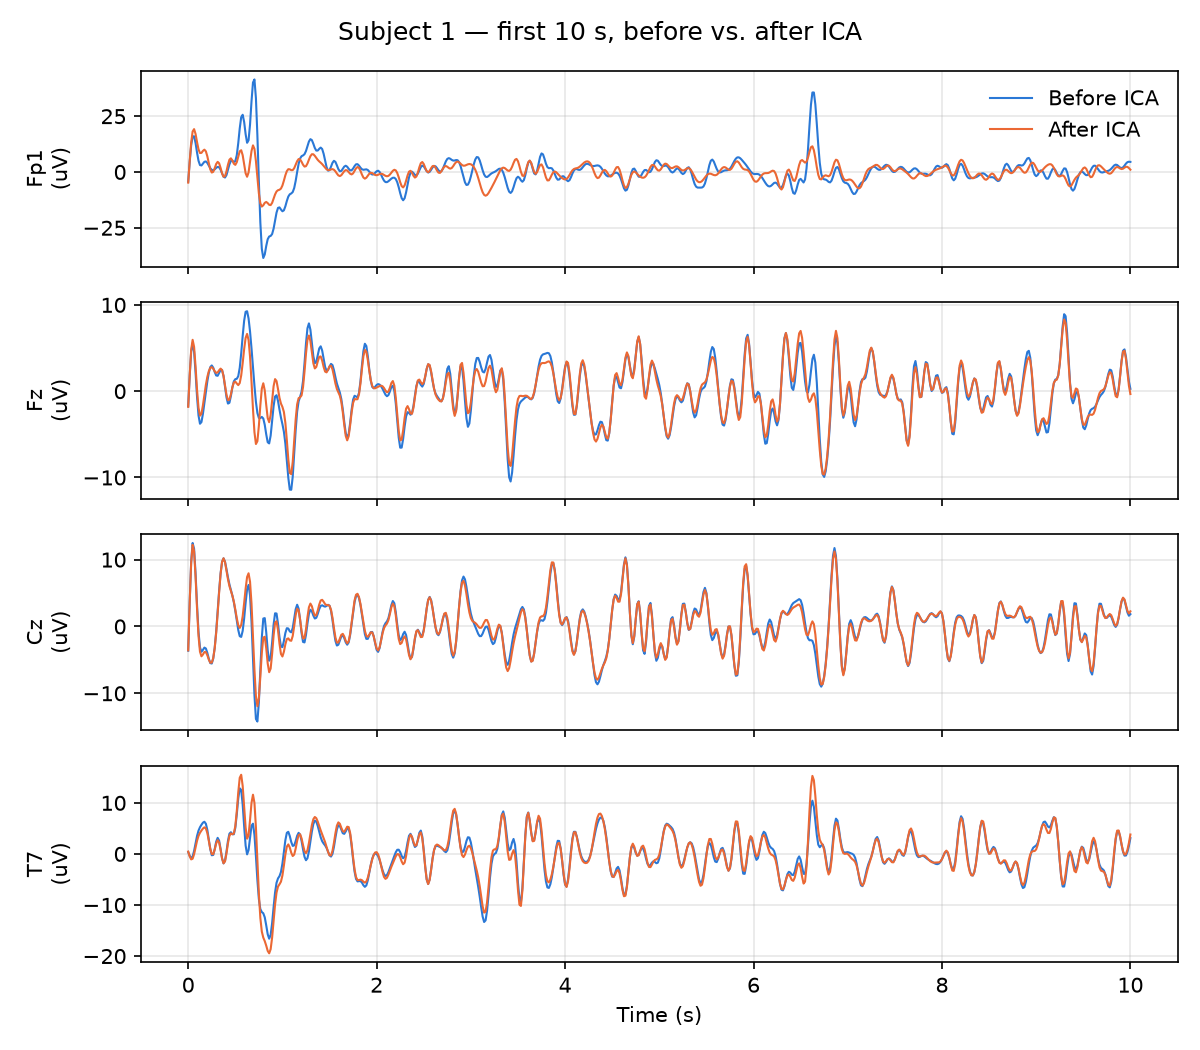 Subject 1 — first 10 s, before vs. after ICA
Before ICA
After ICA
Fp1
(uV)
25
0
−25
Fz
(uV)
10
0
−10
Cz
(uV)
10
0
−10
T7
(uV)
10
0
−10
−20
0 2 4 6 8 10
Time (s)